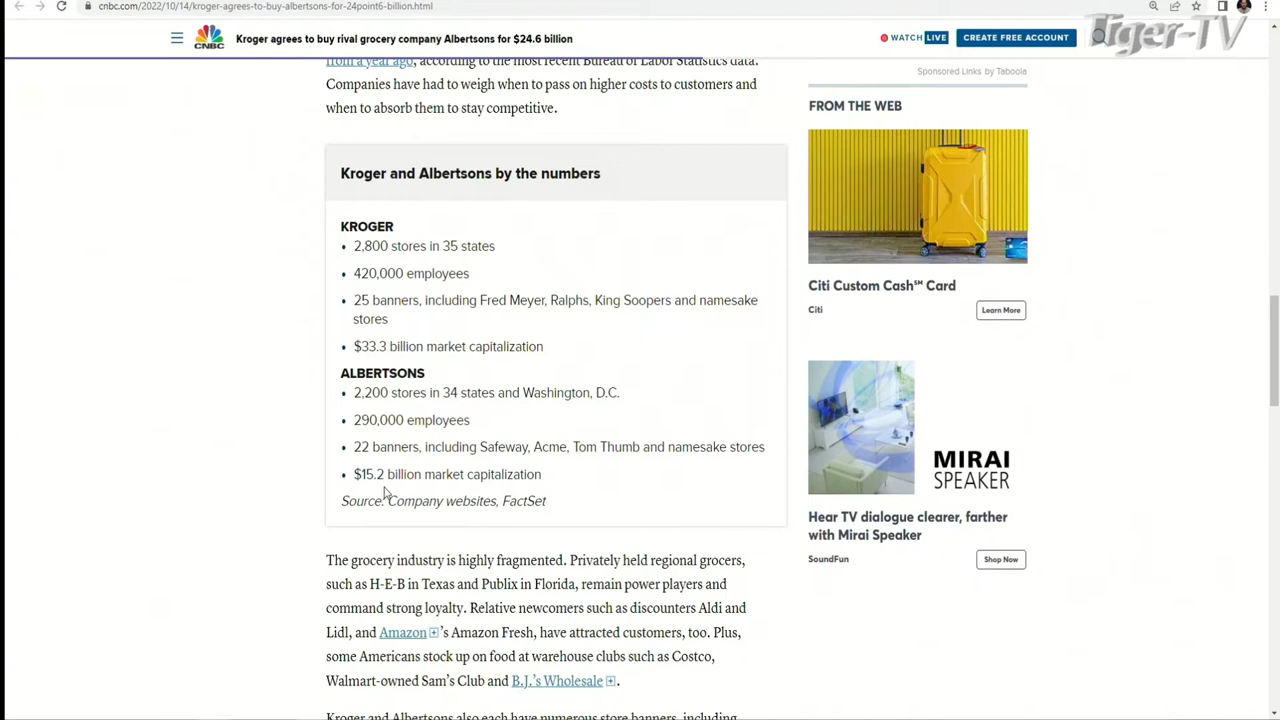 cnbc.com/2022/10/14/kroger-agrees-to-buy-albertsons-for-24point6-billion.html
CNBC
Kroger agrees to buy rival grocery company Albertsons for $24.6 billion
WATCH LIVE
CREATE FREE ACCOUNT
Tiger-TV
from a year ago, according to the most recent Bureau of Labor Statistics data.
Companies have had to weigh when to pass on higher costs to customers and
when to absorb them to stay competitive.
Kroger and Albertsons by the numbers
KROGER
• 2,800 stores in 35 states
• 420,000 employees
• 25 banners, including Fred Meyer, Ralphs, King Soopers and namesake
stores
• $33.3 billion market capitalization
ALBERTSONS
• 2,200 stores in 34 states and Washington, D.C.
• 290,000 employees
• 22 banners, including Safeway, Acme, Tom Thumb and namesake stores
• $15.2 billion market capitalization
Source: Company websites, FactSet
The grocery industry is highly fragmented. Privately held regional grocers,
such as H-E-B in Texas and Publix in Florida, remain power players and
command strong loyalty. Relative newcomers such as discounters Aldi and
Lidl, and Amazon's Amazon Fresh, have attracted customers, too. Plus,
some Americans stock up on food at warehouse clubs such as Costco,
Walmart-owned Sam's Club and B.J.'s Wholesale.
Kroger and Albertsons also each have numerous store banners, including
Sponsored Links by Taboola
FROM THE WEB
Citi Custom Cash℠ Card
Citi
Learn More
MIRAI
SPEAKER
Hear TV dialogue clearer, farther
with Mirai Speaker
SoundFun
Shop Now